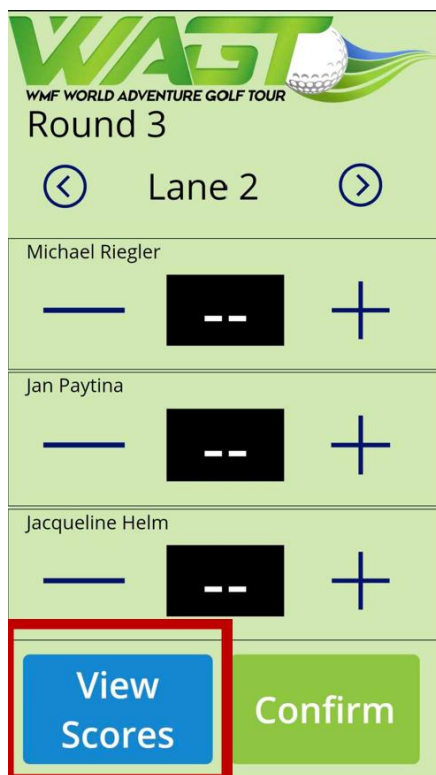 WAGT
WMF WORLD ADVENTURE GOLF TOUR
Round 3
Lane 2
Michael Riegler
--
Jan Paytina
--
Jacqueline Helm
--
View
Scores
Confirm